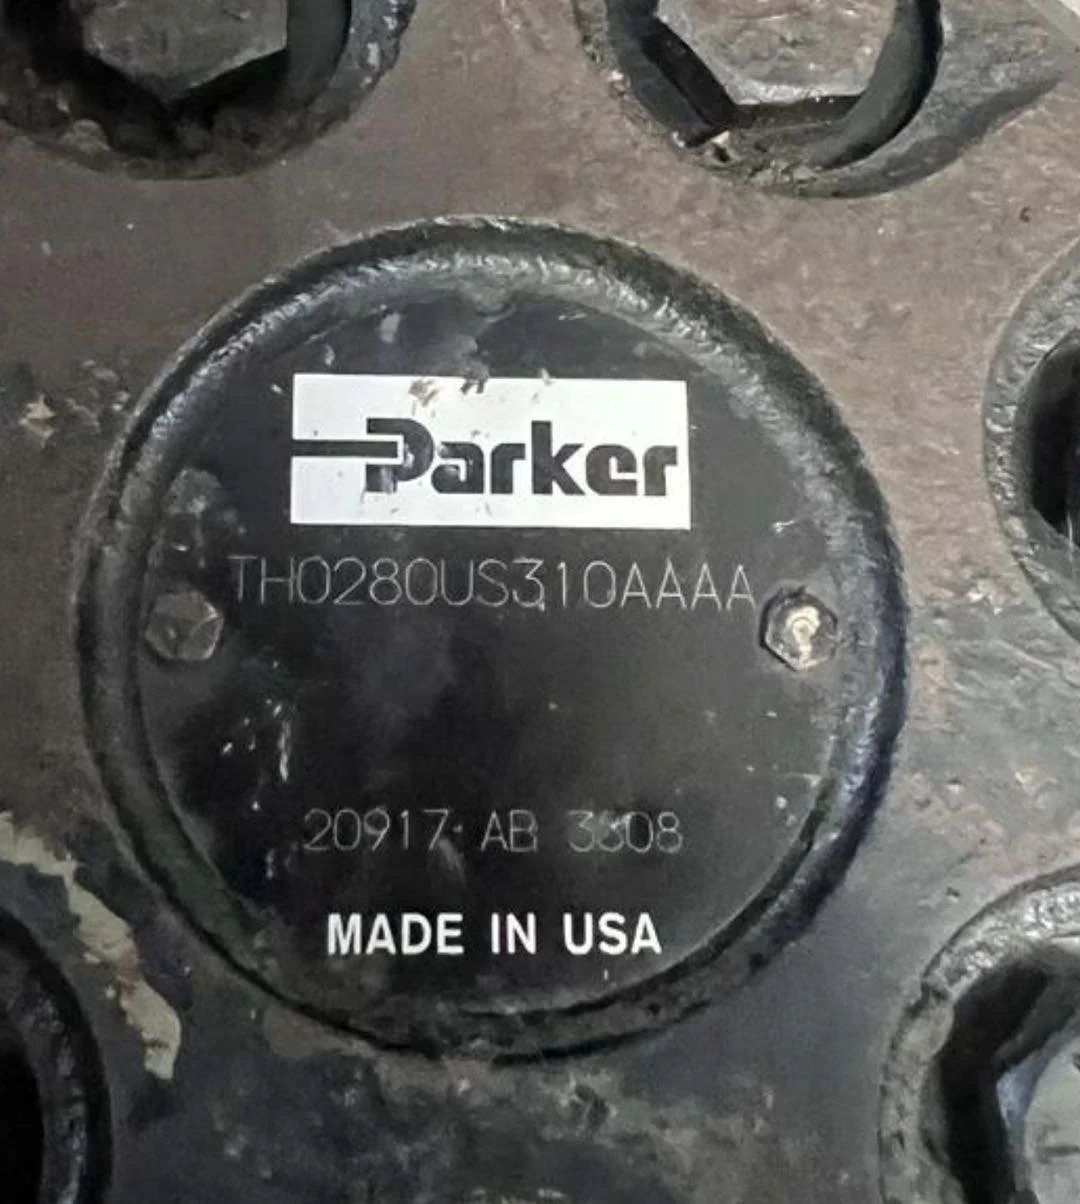 Parker
TH0280US310AAAA
20917 AB 3308
MADE IN USA